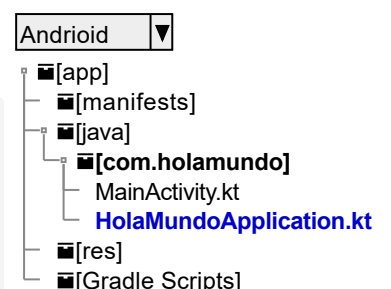 Andrioid
[app]
[manifests]
[java]
[com.holamundo]
MainActivity.kt
HolaMundoApplication.kt
[res]
[Gradle Scripts]